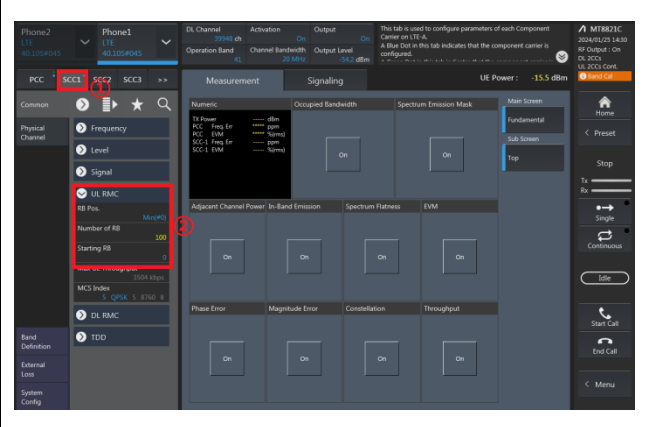 Phone2
LTE
40.10S#045
Phone1
LTE
40.10S#045
DL Channel
39948 ch
Activation
On
Output
On
Operation Band
41
Channel Bandwidth
20 MHz
Output Level
-54.2 dBm
This tab is used to configure parameters of each Component
Carrier on LTE-A.
A Blue Dot in this tab indicates that the component carrier is
configured.
MT8821C
2024/01/25 14:30
RF Output : On
DL 2CCs
UL 2CCs Cont.
Band Cal
PCC
SCC1
SCC2
SCC3
>>
①
Measurement
Signaling
UE Power : -15.5 dBm
Common
Physical
Channel
Frequency
Level
Signal
UL RMC
RB Pos.
Min(#0)
Number of RB
100
Starting RB
0
②
Max UL Throughput
3504 kbps
MCS Index
5 QPSK 5 8760 8
DL RMC
TDD
Band
Definition
External
Loss
System
Config
Numeric
TX Power ----- dBm
PCC Freq. Err ----- ppm
PCC EVM ----- %(rms)
SCC-1 Freq. Err ----- ppm
SCC-1 EVM ----- %(rms)
Occupied Bandwidth
On
Spectrum Emission Mask
On
Main Screen
Fundamental
Sub Screen
Top
Adjacent Channel Power
On
In-Band Emission
On
Spectrum Flatness
On
EVM
On
Phase Error
On
Magnitude Error
On
Constellation
On
Throughput
On
Home
< Preset
Stop
Tx
Rx
Single
Continuous
Idle
Start Call
End Call
< Menu